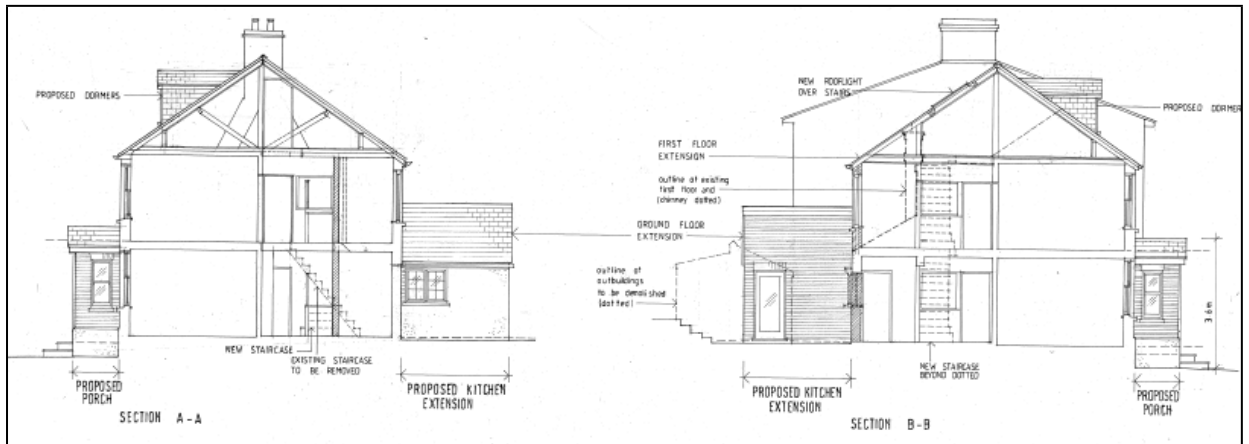 PROPOSED DORMERS
NEW STAIRCASE
EXISTING STAIRCASE
TO BE REMOVED
PROPOSED
PORCH
PROPOSED KITCHEN
EXTENSION
SECTION A-A
NEW ROOFLIGHT
OVER STAIRS
PROPOSED DORMER
FIRST FLOOR
EXTENSION
outline of existing
first floor and
(chimney dotted)
GROUND FLOOR
EXTENSION
outline of
outbuildings
to be demolished
(dotted)
3.6m
NEW STAIRCASE
BEYOND DOTTED
PROPOSED KITCHEN
EXTENSION
PROPOSED
PORCH
SECTION B-B